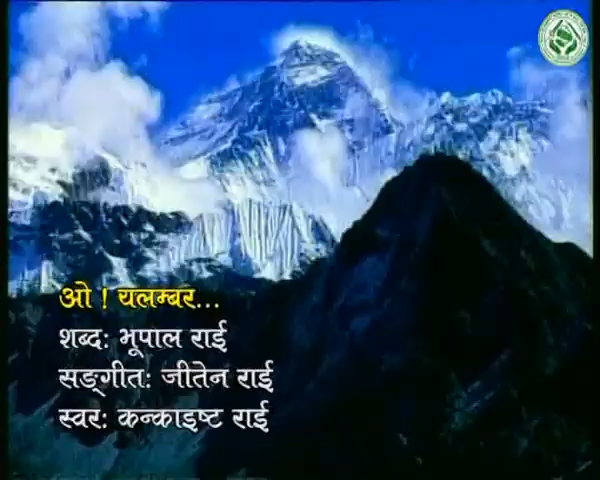 ओ ! यलम्बर...
शब्द: भूपाल राई
सङ्गीत: जीतेन राई
स्वर: कन्काइष्ट राई